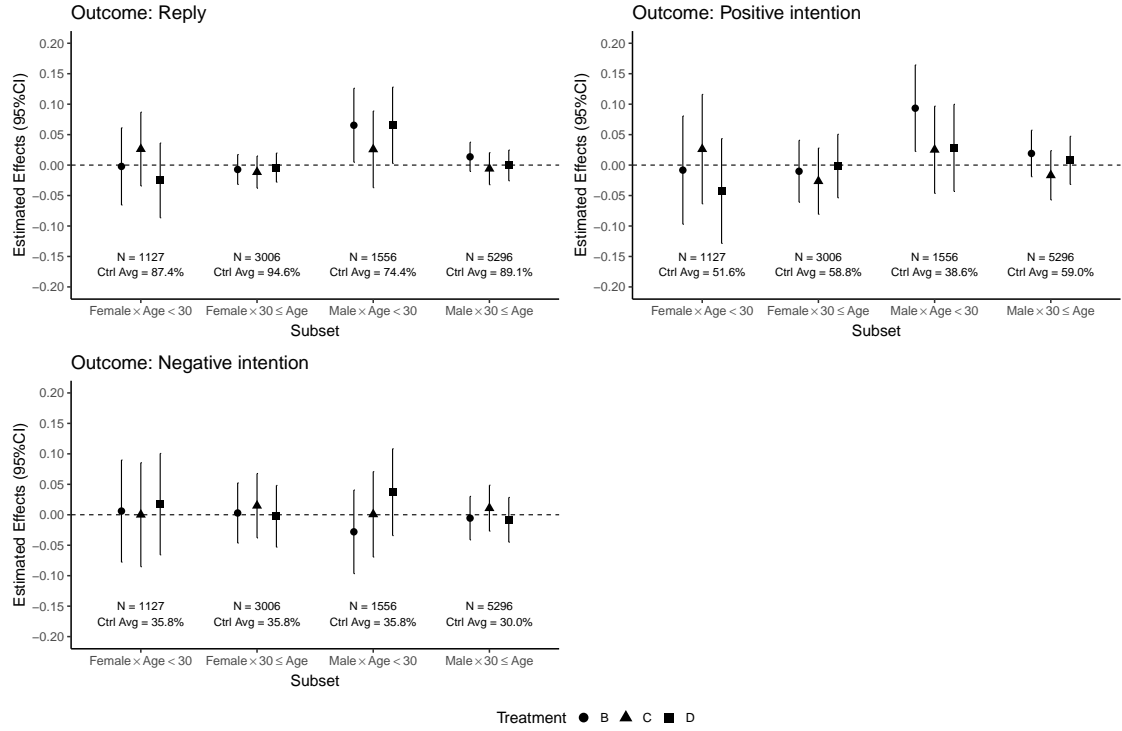 Outcome: Reply
Estimated Effects (95%CI)
0.20
0.15
0.10
0.05
0.00
−0.05
−0.10
−0.15
−0.20
N = 1127
Ctrl Avg = 87.4%
N = 3006
Ctrl Avg = 94.6%
N = 1556
Ctrl Avg = 74.4%
N = 5296
Ctrl Avg = 89.1%
Female × Age < 30
Female × 30 ≤ Age
Male × Age < 30
Male × 30 ≤ Age
Subset
Outcome: Positive intention
Estimated Effects (95%CI)
0.20
0.15
0.10
0.05
0.00
−0.05
−0.10
−0.15
−0.20
N = 1127
Ctrl Avg = 51.6%
N = 3006
Ctrl Avg = 58.8%
N = 1556
Ctrl Avg = 38.6%
N = 5296
Ctrl Avg = 59.0%
Female × Age < 30
Female × 30 ≤ Age
Male × Age < 30
Male × 30 ≤ Age
Subset
Outcome: Negative intention
Estimated Effects (95%CI)
0.20
0.15
0.10
0.05
0.00
−0.05
−0.10
−0.15
−0.20
N = 1127
Ctrl Avg = 35.8%
N = 3006
Ctrl Avg = 35.8%
N = 1556
Ctrl Avg = 35.8%
N = 5296
Ctrl Avg = 30.0%
Female × Age < 30
Female × 30 ≤ Age
Male × Age < 30
Male × 30 ≤ Age
Subset
Treatment B C D